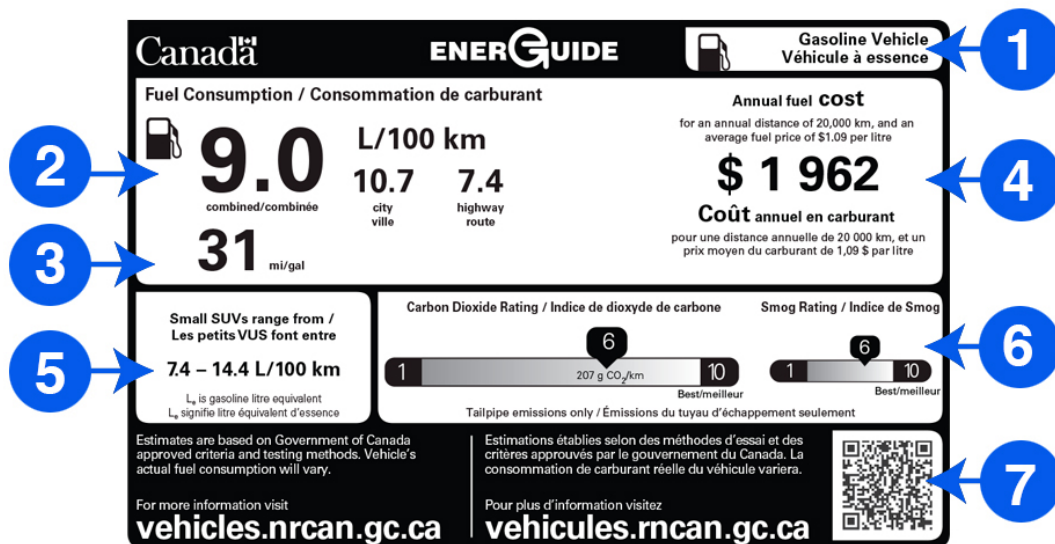 Canada
ENERGUIDE
Gasoline Vehicle
Véhicule à essence
1
Fuel Consumption / Consommation de carburant
2
9.0
combined/combinée
L/100 km
10.7
city
ville
7.4
highway
route
3
31 mi/gal
Annual fuel cost
for an annual distance of 20,000 km, and an
average fuel price of $1.09 per litre
$ 1 962
4
Coût annuel en carburant
pour une distance annuelle de 20 000 km, et un
prix moyen du carburant de 1,09 $ par litre
5
Small SUVs range from /
Les petits VUS font entre
7.4 – 14.4 L/100 km
Lₑ is gasoline litre equivalent
Lₑ signifie litre équivalent d'essence
Carbon Dioxide Rating / Indice de dioxyde de carbone
6
1
207 g CO₂/km
10
Best/meilleur
Smog Rating / Indice de Smog
6
1
10
Best/meilleur
6
Tailpipe emissions only / Émissions du tuyau d'échappement seulement
Estimates are based on Government of Canada
approved criteria and testing methods. Vehicle's
actual fuel consumption will vary.
For more information visit
vehicles.nrcan.gc.ca
Estimations établies selon des méthodes d'essai et des
critères approuvés par le gouvernement du Canada. La
consommation de carburant réelle du véhicule variera.
Pour plus d'information visitez
vehicules.rncan.gc.ca
7